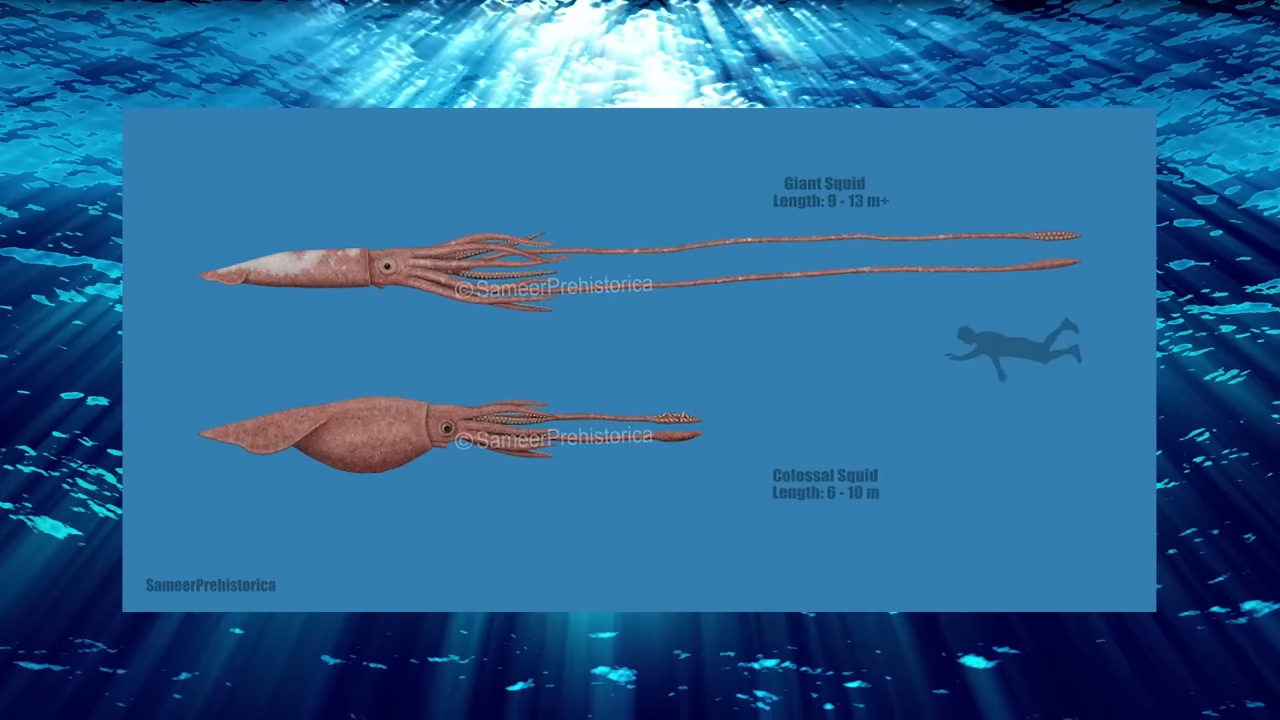 Giant Squid
Length: 9 - 13 m+
©SameerPrehistorica
©SameerPrehistorica
Colossal Squid
Length: 6 - 10 m
SameerPrehistorica